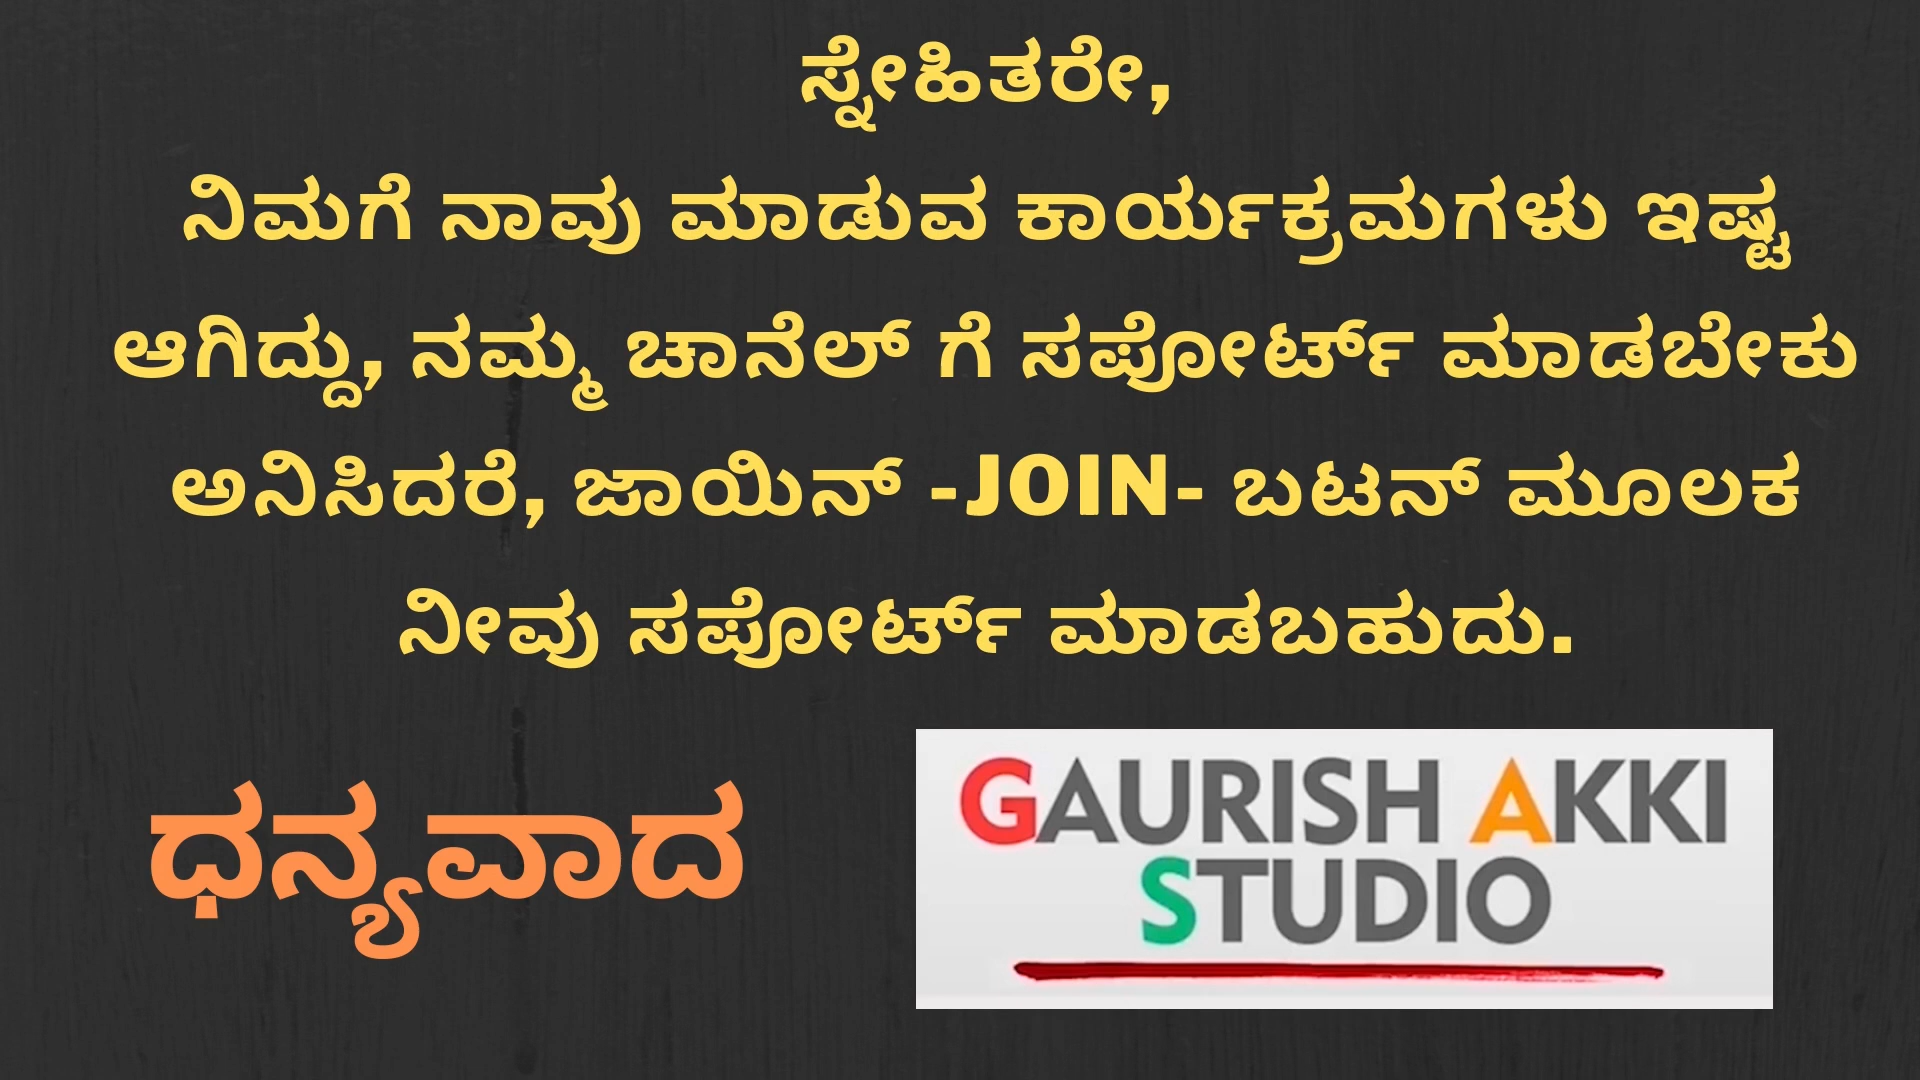 ಸ್ನೇಹಿತರೇ,
ನಿಮಗೆ ನಾವು ಮಾಡುವ ಕಾರ್ಯಕ್ರಮಗಳು ಇಷ್ಟ
ಆಗಿದ್ದು, ನಮ್ಮ ಚಾನೆಲ್ ಗೆ ಸಪೋರ್ಟ್ ಮಾಡಬೇಕು
ಅನಿಸಿದರೆ, ಜಾಯಿನ್ -JOIN- ಬಟನ್ ಮೂಲಕ
ನೀವು ಸಪೋರ್ಟ್ ಮಾಡಬಹುದು.
ಧನ್ಯವಾದ
GAURISH AKKI
STUDIO